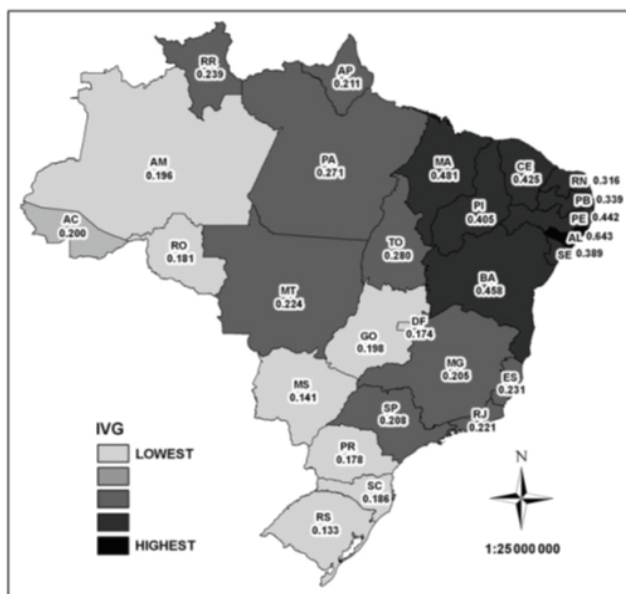 RR
0.239
AP
0.211
AM
0.196
PA
0.271
MA
0.481
CE
0.425
RN 0.316
PB 0.339
PE 0.442
AL 0.643
SE 0.389
PI
0.405
AC
0.200
RO
0.181
TO
0.280
BA
0.458
MT
0.224
DF
0.174
GO
0.198
MG
0.205
ES
0.231
MS
0.141
SP
0.208
RJ
0.221
PR
0.178
SC
0.186
RS
0.133
IVG
LOWEST
HIGHEST
N
1:25 000 000